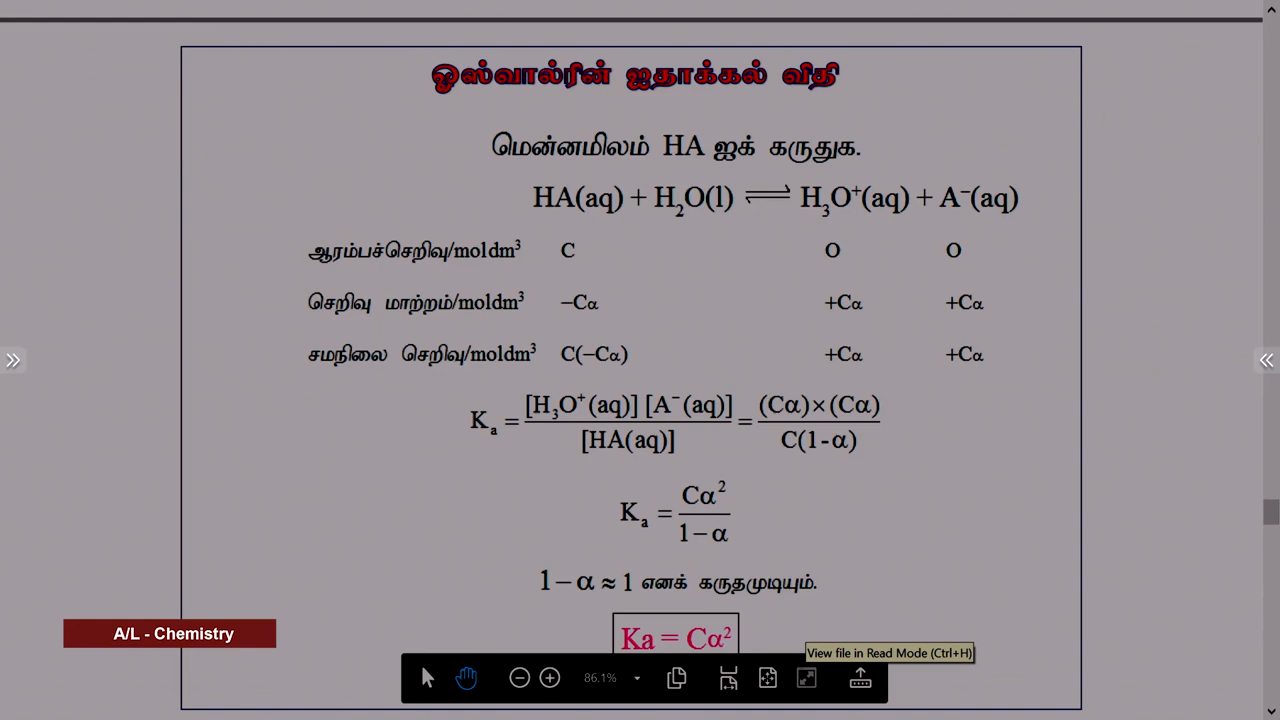 ஓஸ்வால்ரின் ஐதாக்கல் விதி
மென்னமிலம் HA ஐக் கருதுக.
HA(aq) + H₂O(l) ⇌ H₃O⁺(aq) + A⁻(aq)
ஆரம்பச்செறிவு/moldm³ C O O
செறிவு மாற்றம்/moldm³ −Cα +Cα +Cα
சமநிலை செறிவு/moldm³ C(−Cα) +Cα +Cα
Kₐ = [H₃O⁺(aq)] [A⁻(aq)] / [HA(aq)] = (Cα)×(Cα) / C(1-α)
Kₐ = Cα² / 1−α
1−α ≈ 1 எனக் கருதமுடியும்.
A/L - Chemistry
Ka = Cα²
View file in Read Mode (Ctrl+H)
86.1%